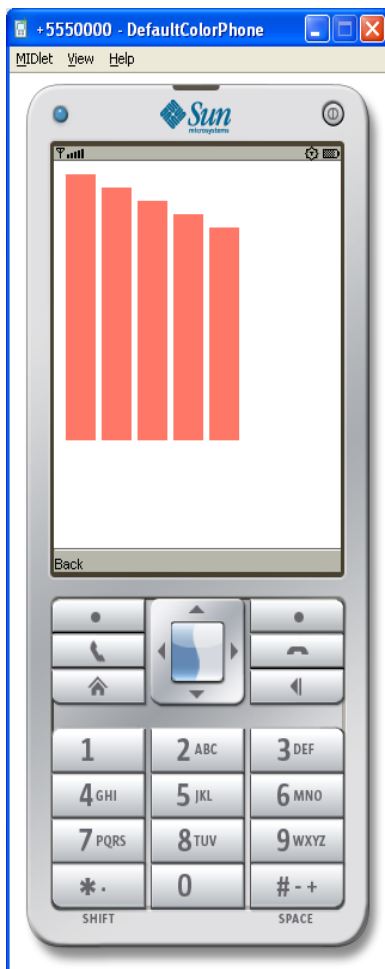 +5550000 - DefaultColorPhone
MIDlet View Help
Sun
microsystems
Back
1 2 ABC 3 DEF
4 GHI 5 JKL 6 MNO
7 PQRS 8 TUV 9 WXYZ
* . 0 # - +
SHIFT SPACE